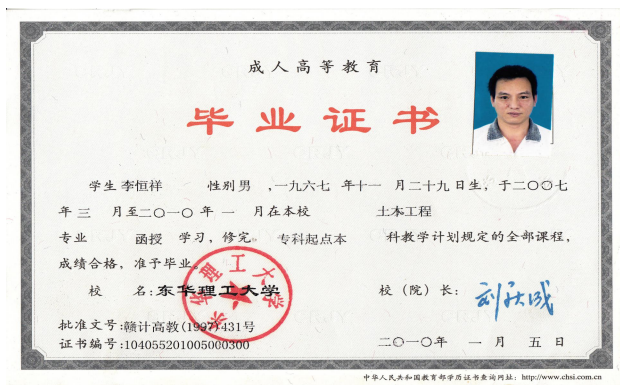 成人高等教育
毕业证书
学生 李恒祥 性别 男 ,一九六七 年十一 月二十九日生，于二〇〇七
年 三 月至二〇一〇 年 一 月在本校 土木工程
专业 函授 学习，修完 专科起点本 科教学计划规定的全部课程，
成绩合格，准予毕业。
校 名:东华理工大学
东华理工大学
校（院）长:
批准文号:赣计高教(1997)431号
证书编号:104055201005000300
二〇一〇年 一 月 五 日
中华人民共和国教育部学历证书查询网址: http://www.chsi.com.cn